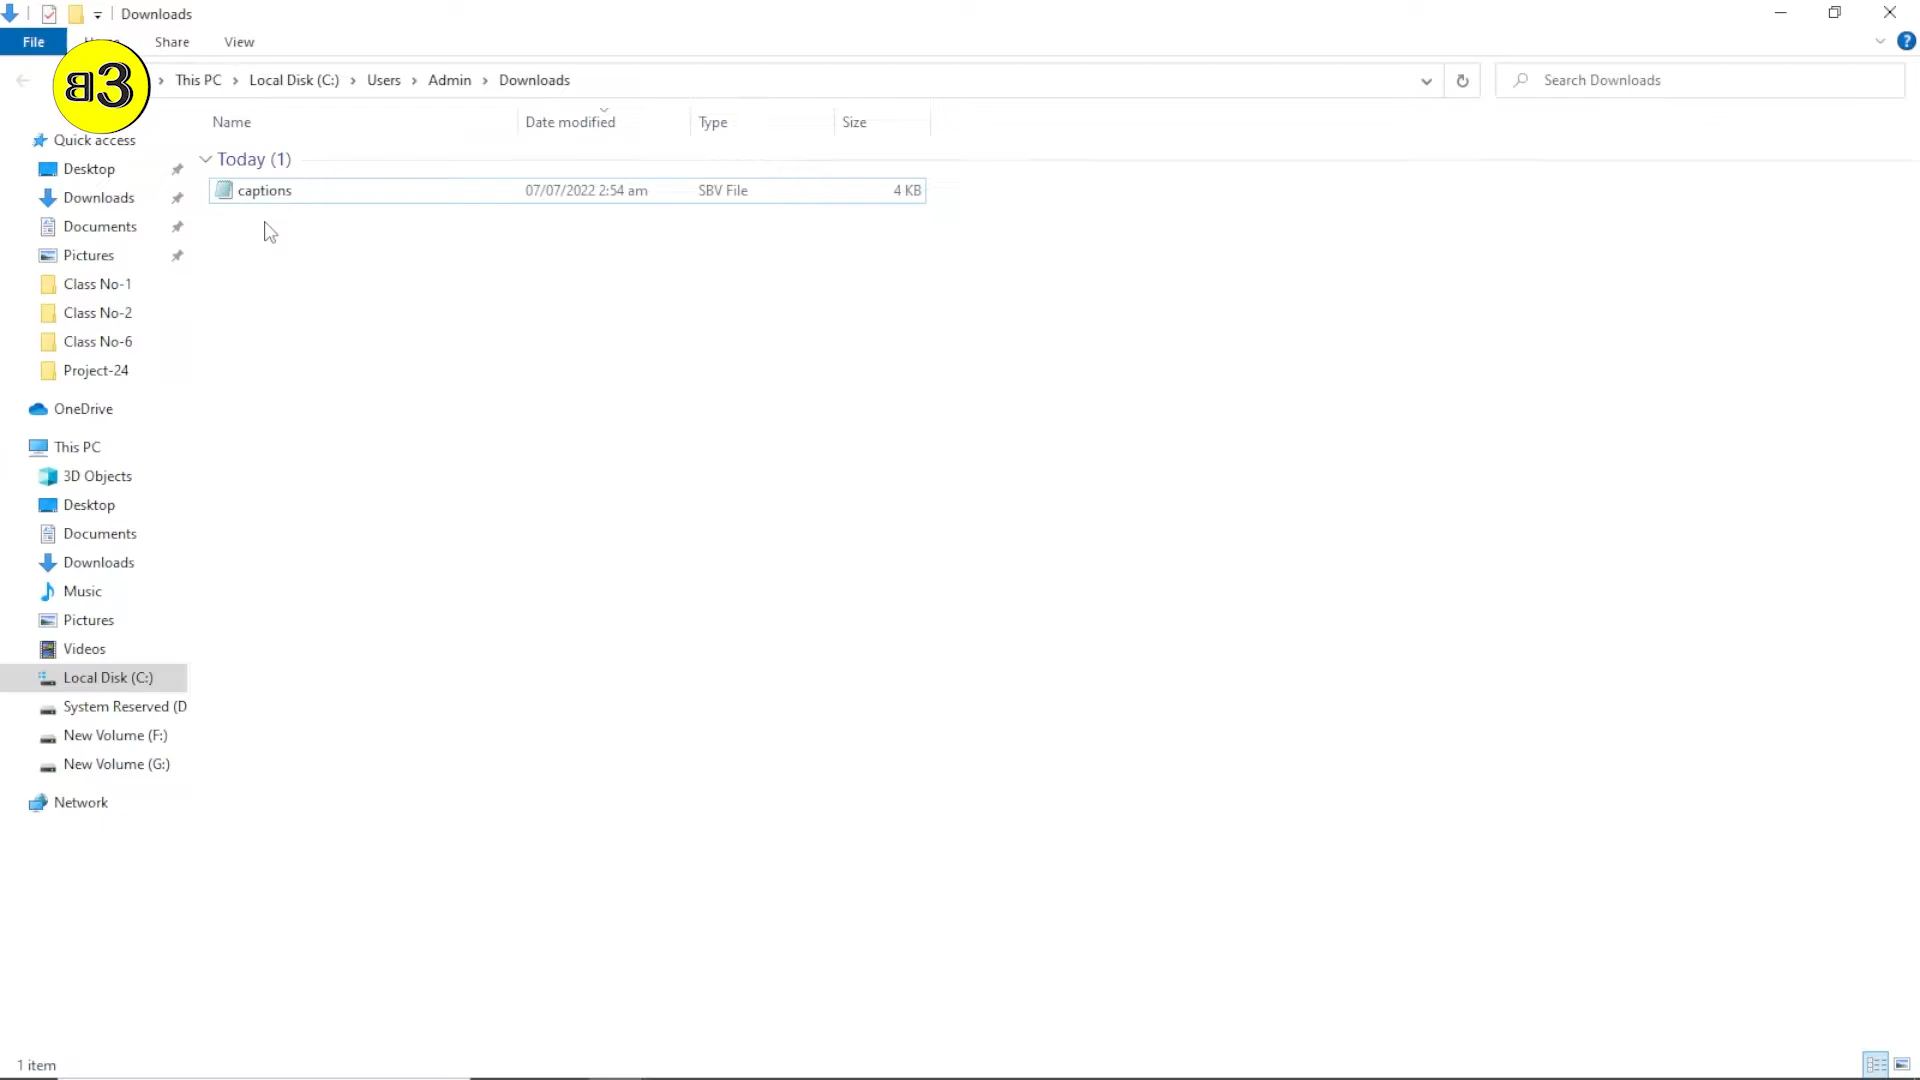 Downloads
File Share View
This PC Local Disk (C:) Users Admin Downloads Search Downloads
Name Date modified Type Size
Quick access
Today (1)
Desktop
captions 07/07/2022 2:54 am SBV File 4 KB
Downloads
Documents
Pictures
Class No-1
Class No-2
Class No-6
Project-24
OneDrive
This PC
3D Objects
Desktop
Documents
Downloads
Music
Pictures
Videos
Local Disk (C:)
System Reserved (D
New Volume (F:)
New Volume (G:)
Network
1 item